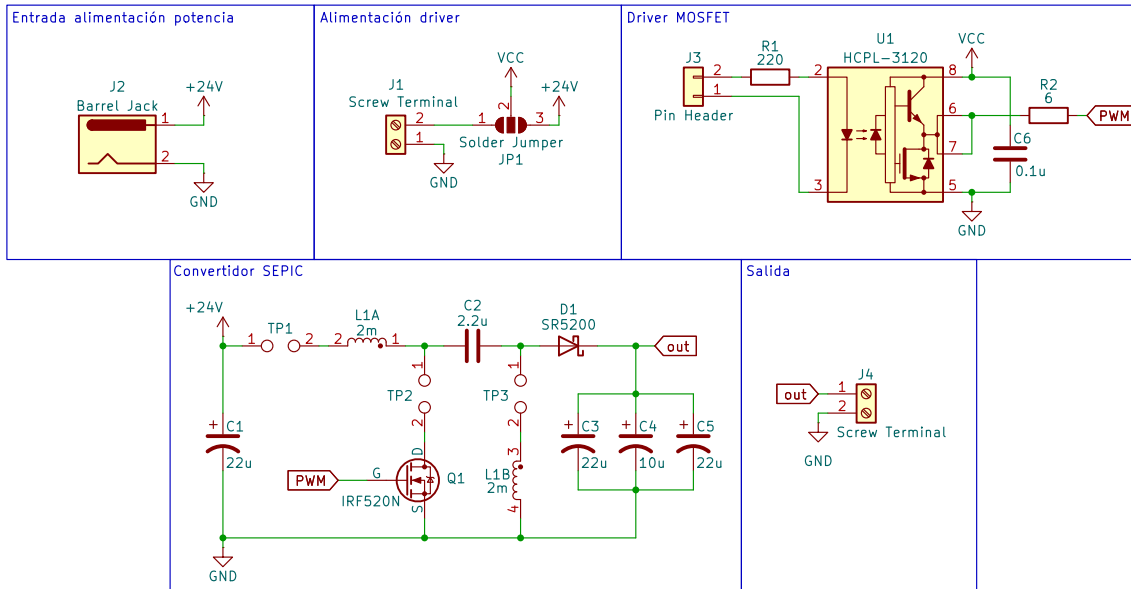 Entrada alimentación potencia
J2
Barrel Jack
+24V
1
2
GND
Alimentación driver
J1
Screw Terminal
2
1
GND
VCC
2
1
3
+24V
Solder Jumper
JP1
Driver MOSFET
J3
2
1
Pin Header
R1
220
U1
HCPL-3120
2
3
8
6
7
5
VCC
R2
6
PWM
C6
0.1u
GND
Convertidor SEPIC
+24V
TP1
1
2
L1A
2m
2
1
C2
2.2u
D1
SR5200
out
1
TP2
2
1
TP3
2
C1
+
22u
PWM
G
D
S
Q1
IRF520N
3
L1B
2m
4
+
C3
22u
+
C4
10u
+
C5
22u
GND
Salida
J4
out
1
2
Screw Terminal
GND